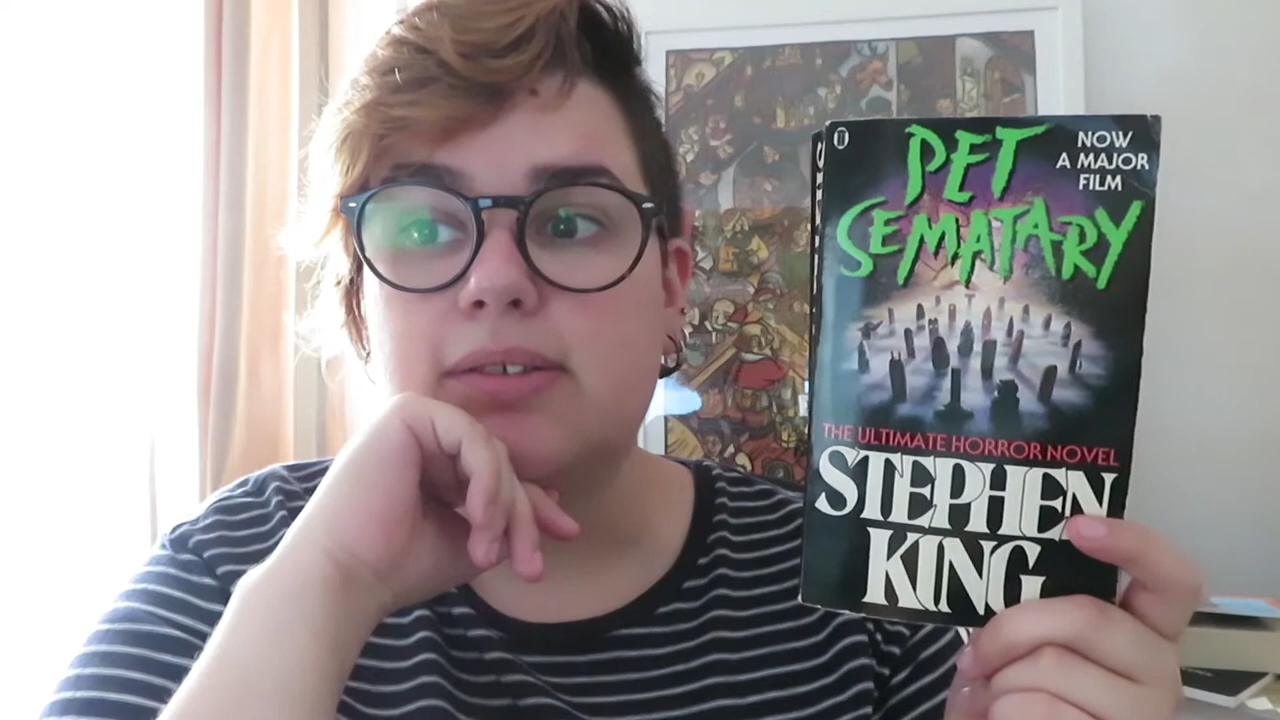 PET
SEMATARY
NOW
A MAJOR
FILM
THE ULTIMATE HORROR NOVEL
STEPHEN
KING